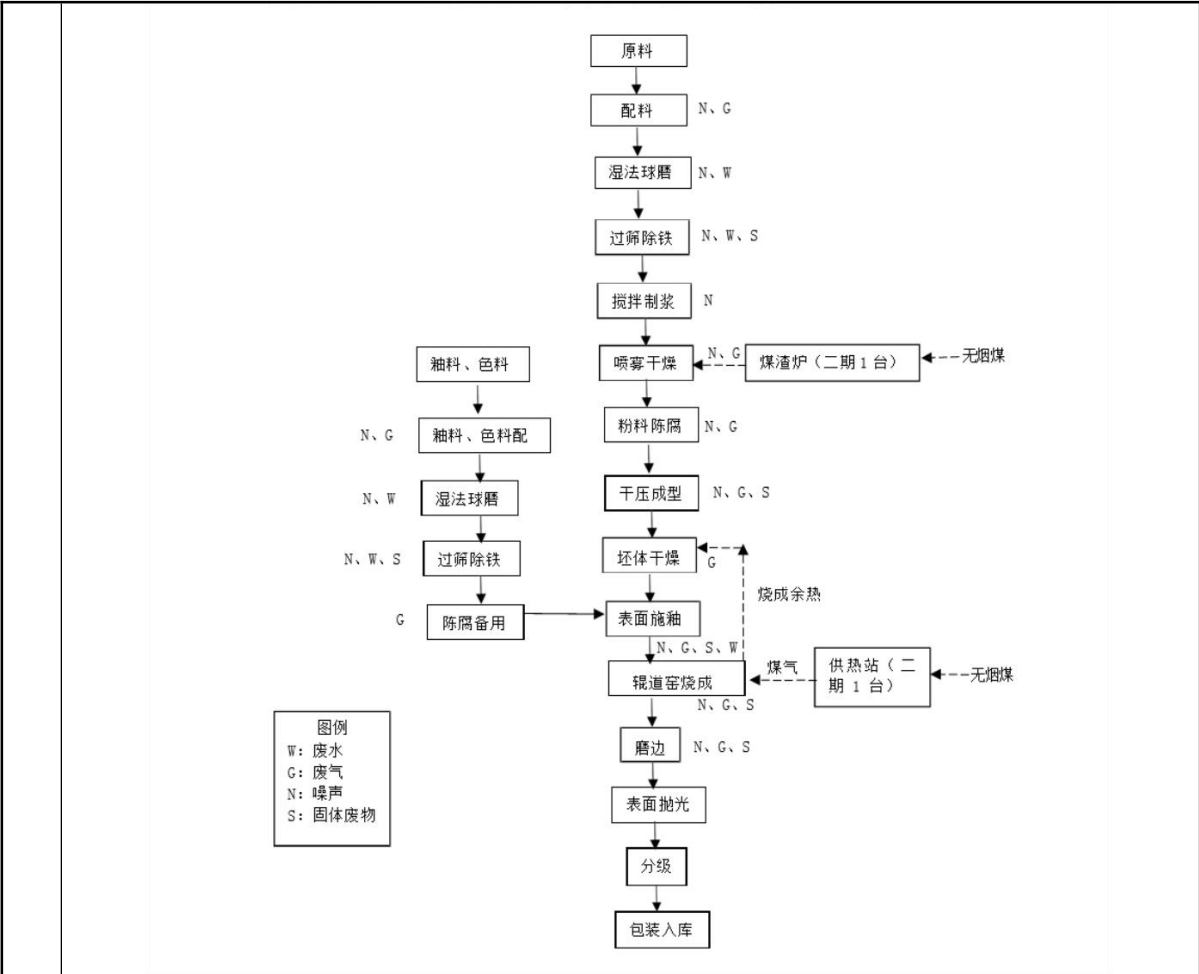 原料
配料
N、G
湿法球磨
N、W
过筛除铁
N、W、S
搅拌制浆
N
喷雾干燥
N、G
煤渣炉（二期1台）
无烟煤
粉料陈腐
N、G
干压成型
N、G、S
坯体干燥
G
烧成余热
釉料、色料
N、G
釉料、色料配
N、W
湿法球磨
N、W、S
过筛除铁
G
陈腐备用
表面施釉
N、G、S、W
辊道窑烧成
N、G、S
煤气
供热站（二
期1台）
无烟煤
磨边
N、G、S
表面抛光
分级
包装入库
图例
W：废水
G：废气
N：噪声
S：固体废物